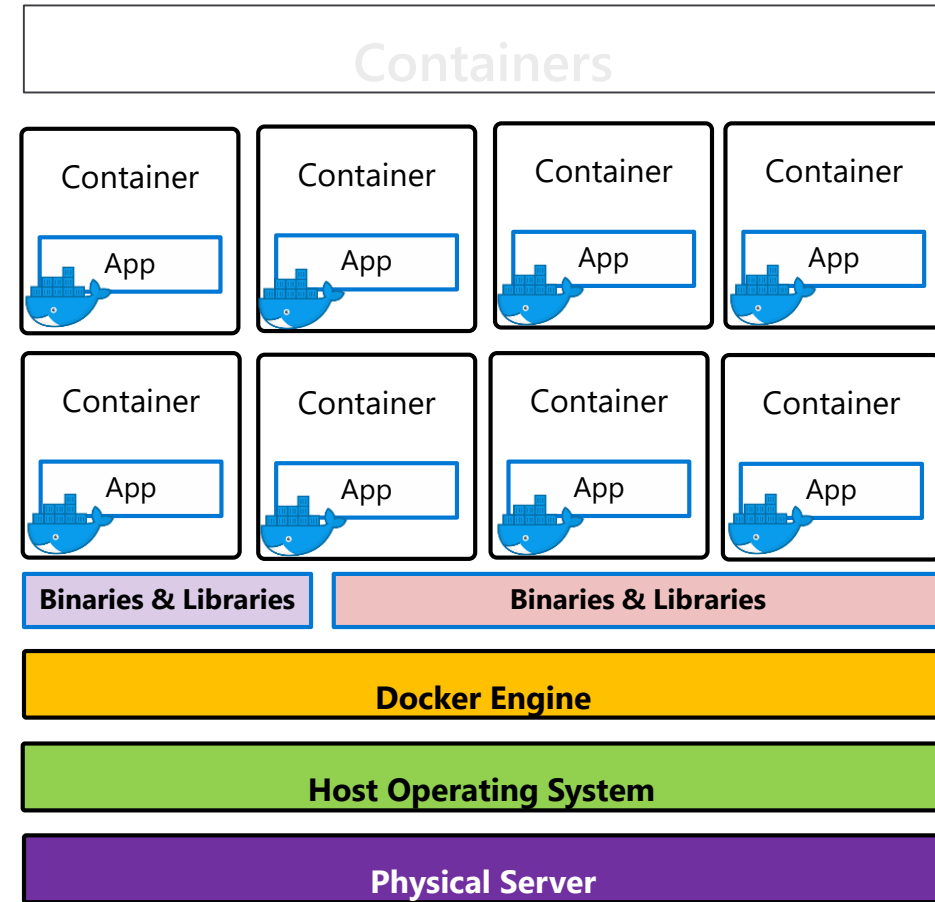 Containers
Container Container Container Container
App App App App
Container Container Container Container
App App App App
Binaries & Libraries Binaries & Libraries
Docker Engine
Host Operating System
Physical Server